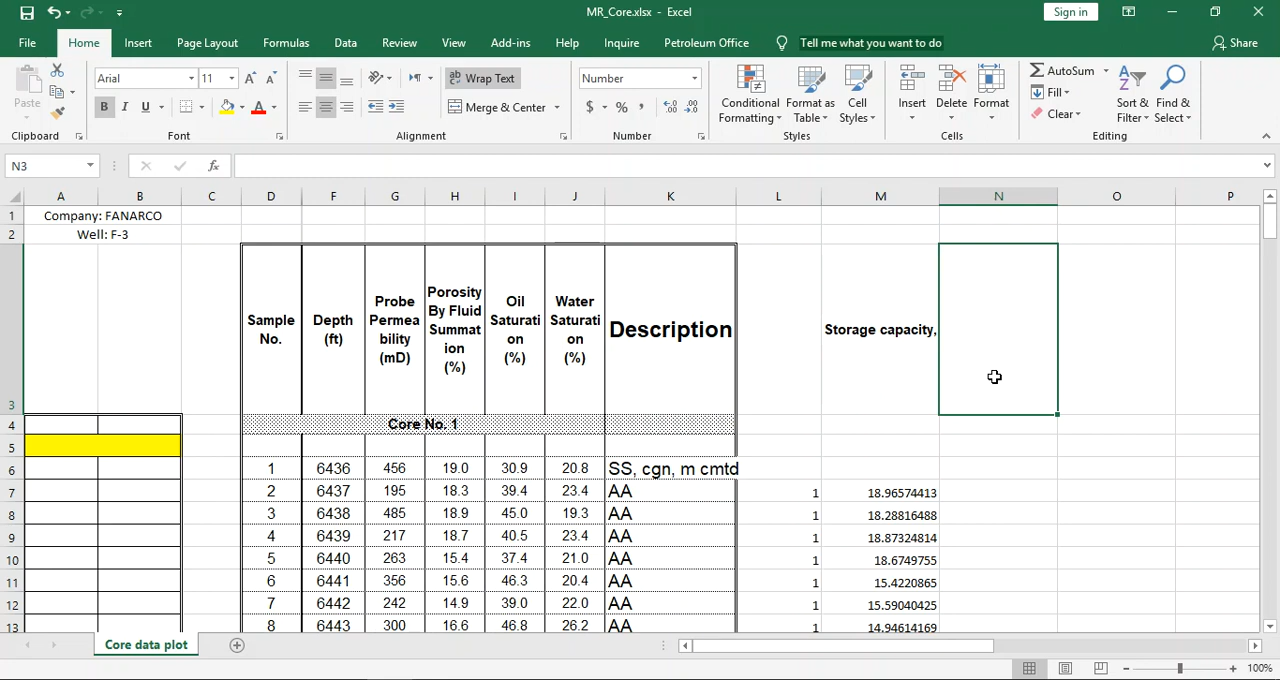 MR_Core.xlsx - Excel
Sign in
File Home Insert Page Layout Formulas Data Review View Add-ins Help Inquire Petroleum Office Tell me what you want to do Share
Paste
Arial 11
B I U
Wrap Text
Merge & Center
Number
$ % ,
Conditional Formatting
Format as Table
Cell Styles
Insert Delete Format
AutoSum
Fill
Clear
Sort & Filter
Find & Select
Clipboard Font Alignment Number Styles Cells Editing
N3 fx
A B C D F G H I J K L M N O P
1 Company: FANARCO
2 Well: F-3
3
Sample No.
Depth (ft)
Probe
Permea
bility
(mD)
Porosity
By Fluid
Summat
ion
(%)
Oil
Saturati
on
(%)
Water
Saturati
on
(%)
Description
Storage capacity,
4 Core No. 1
5
6 1 6436 456 19.0 30.9 20.8 SS, cgn, m cmtd
7 2 6437 195 18.3 39.4 23.4 AA 1 18.96574413
8 3 6438 485 18.9 45.0 19.3 AA 1 18.28816488
9 4 6439 217 18.7 40.5 23.4 AA 1 18.87324814
10 5 6440 263 15.4 37.4 21.0 AA 1 18.6749755
11 6 6441 356 15.6 46.3 20.4 AA 1 15.4220865
12 7 6442 242 14.9 39.0 22.0 AA 1 15.59040425
13 8 6443 300 16.6 46.8 26.2 AA 1 14.94614169
Core data plot
100%